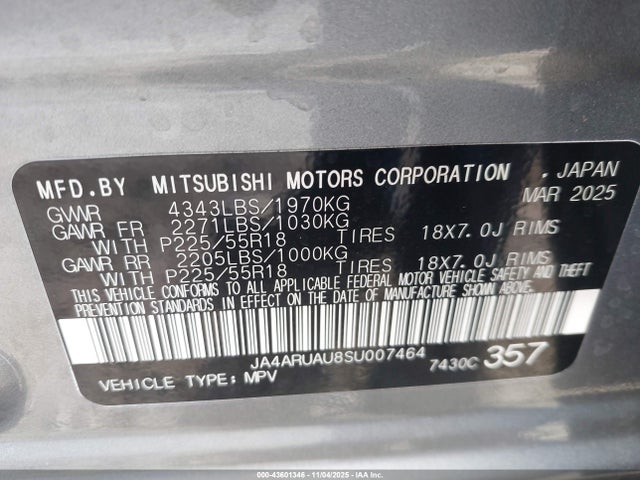 MFD.BY MITSUBISHI MOTORS CORPORATION . JAPAN
MAR 2025
GWWR 4343LBS/1970KG
GAWR FR 2271LBS/1030KG
WITH P225/55R18 TIRES 18X7.0J RIMS
GAWR RR 2205LBS/1000KG
WITH P225/55R18 TIRES 18X7.0J RIMS
THIS VEHICLE CONFORMS TO ALL APPLICABLE FEDERAL MOTOR VEHICLE SAFETY AND THEFT
PREVENTION STANDARDS IN EFFECT ON THE DATE OF MANUFACTURE SHOWN ABOVE.
JA4ARUAU8SU007464
7430C 357
VEHICLE TYPE: MPV
000-43601346 - 11/04/2025 - IAABU